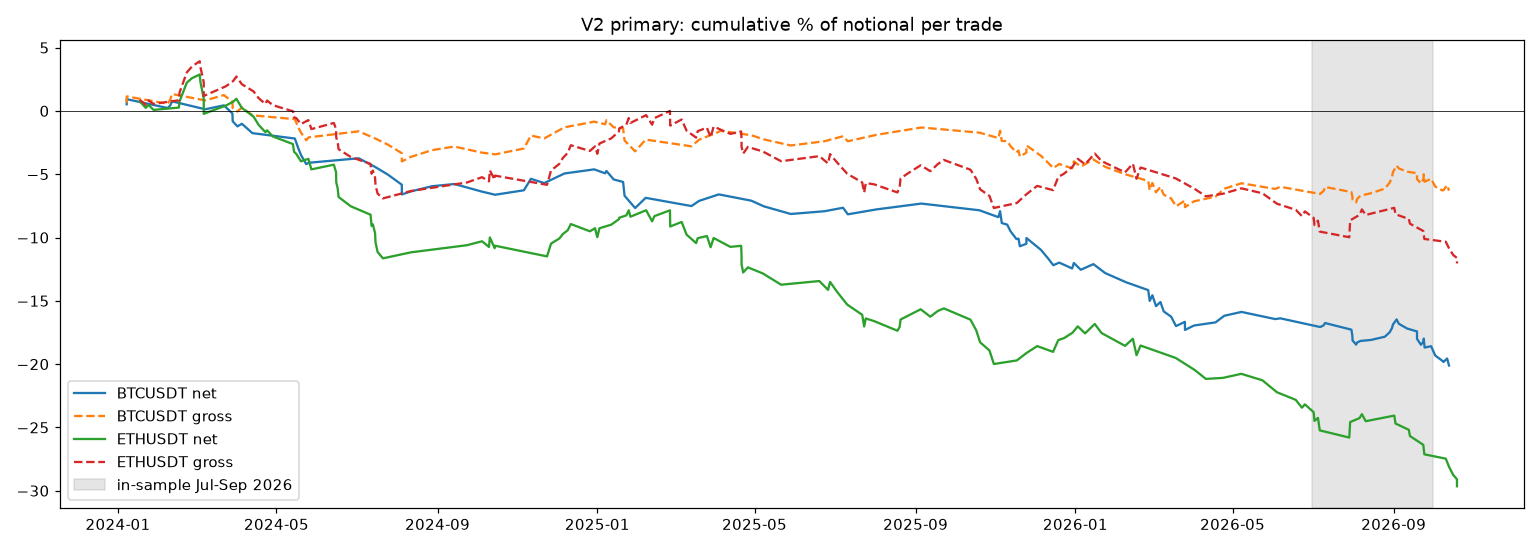 V2 primary: cumulative % of notional per trade
5
0
−5
−10
−15
−20
−25
−30
BTCUSDT net
BTCUSDT gross
ETHUSDT net
ETHUSDT gross
in-sample Jul-Sep 2026
2024-01 2024-05 2024-09 2025-01 2025-05 2025-09 2026-01 2026-05 2026-09